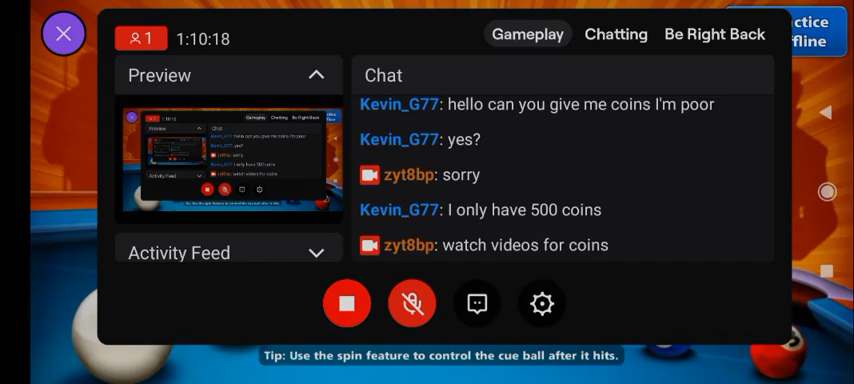 1 1:10:18
Gameplay Chatting Be Right Back
ctice
ffline
Preview
Chat
Kevin_G77: hello can you give me coins I'm poor
Kevin_G77: yes?
zyt8bp: sorry
Kevin_G77: I only have 500 coins
zyt8bp: watch videos for coins
Activity Feed
Tip: Use the spin feature to control the cue ball after it hits.